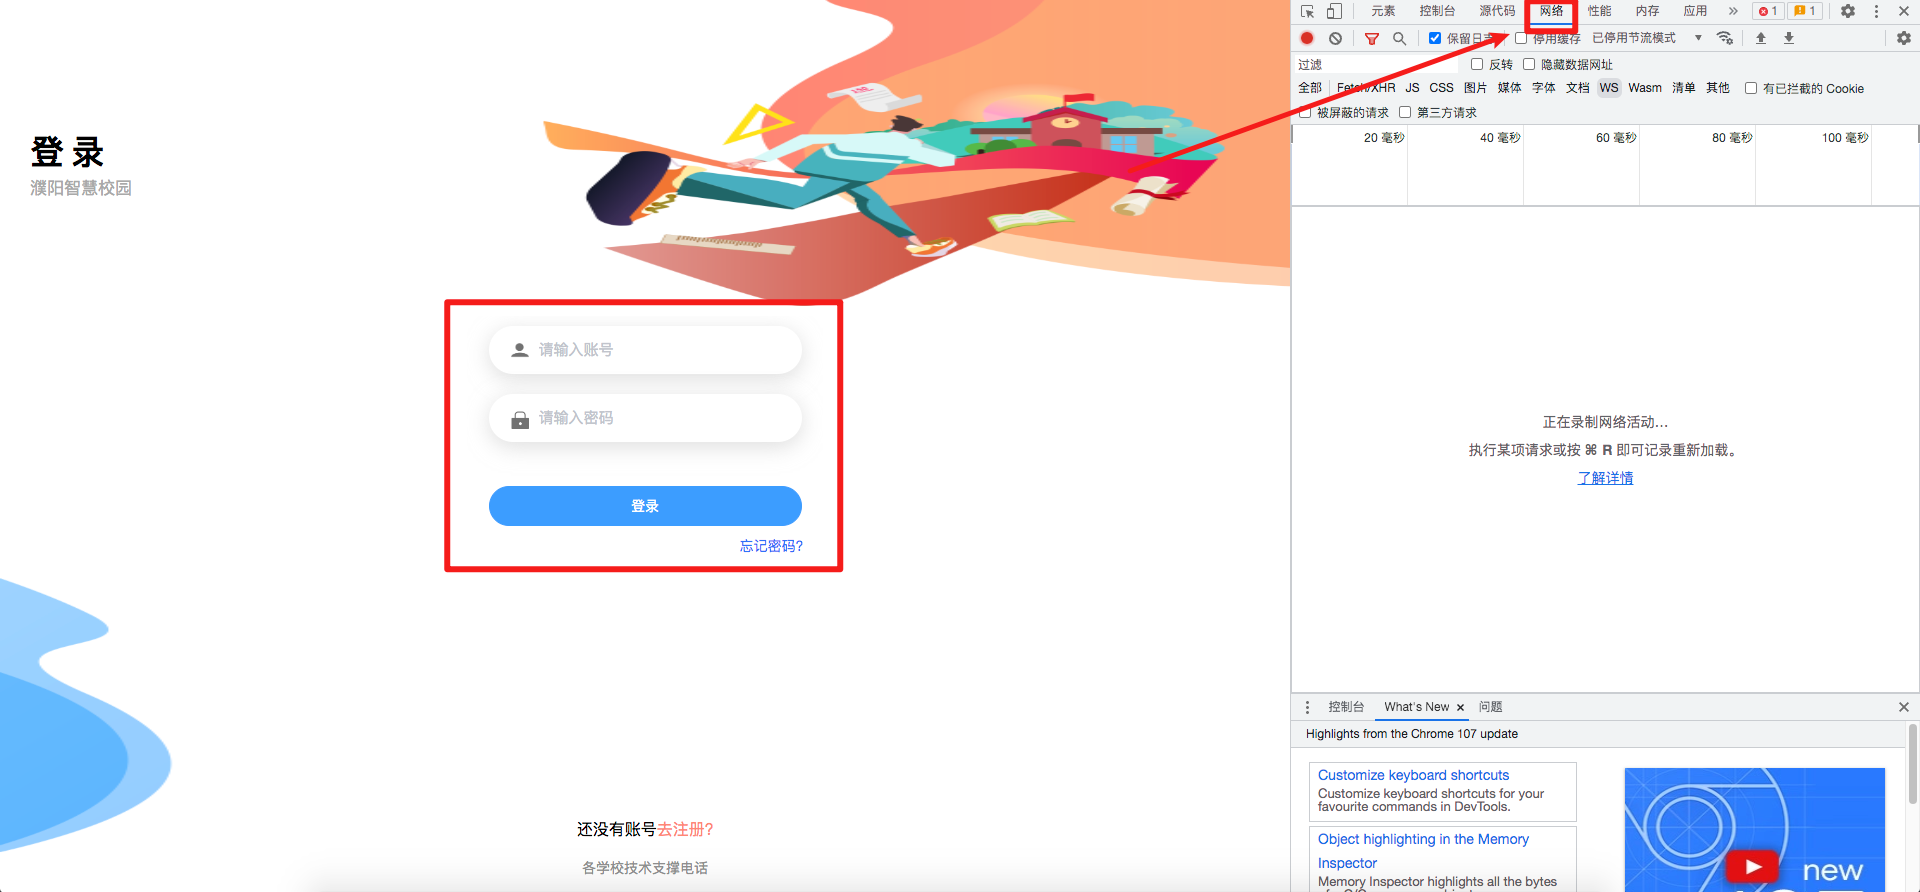 登 录
濮阳智慧校园
请输入账号
请输入密码
登录
忘记密码?
还没有账号去注册?
各学校技术支撑电话
元素 控制台 源代码 网络 性能 内存 应用 » 1 1
保留日志 停用缓存 已停用节流模式
过滤 反转 隐藏数据网址
全部 Fetch/XHR JS CSS 图片 媒体 字体 文档 WS Wasm 清单 其他 有已拦截的 Cookie
被屏蔽的请求 第三方请求
20 毫秒 40 毫秒 60 毫秒 80 毫秒 100 毫秒
正在录制网络活动…
执行某项请求或按 ⌘ R 即可记录重新加载。
了解详情
控制台 What's New × 问题
Highlights from the Chrome 107 update
Customize keyboard shortcuts
Customize keyboard shortcuts for your
favourite commands in DevTools.
Object highlighting in the Memory
Inspector
Memory Inspector highlights all the bytes
new